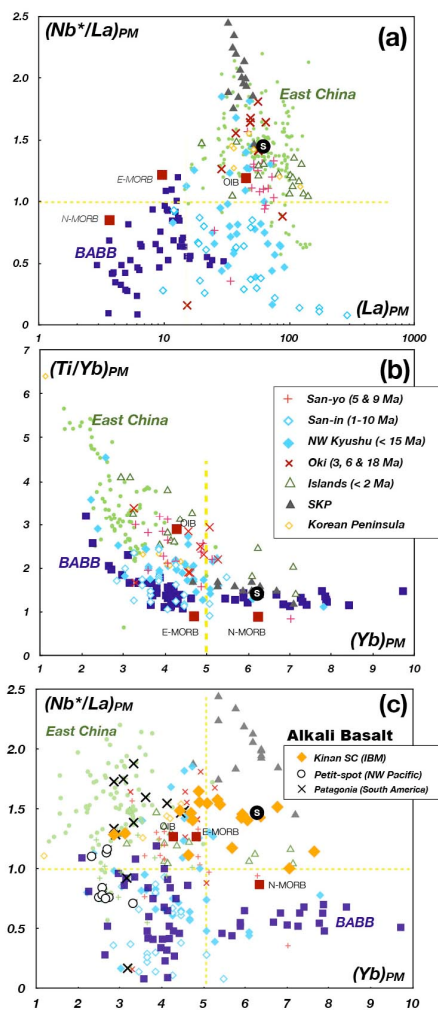 (Nb*/La)PM
(a)
2.5
2.0
1.5
1.0
0.5
0
East China
E-MORB
OIB
N-MORB
BABB
S
(La)PM
1
10
100
1000
7
6
5
4
3
2
1
0
(Ti/Yb)PM
(b)
East China
San-yo (5 & 9 Ma)
San-in (1-10 Ma)
NW Kyushu (< 15 Ma)
Oki (3, 6 & 18 Ma)
Islands (< 2 Ma)
SKP
Korean Peninsula
OIB
BABB
S
E-MORB
N-MORB
(Yb)PM
1 2 3 4 5 6 7 8 9 10
2.5
2.0
1.5
1.0
0.5
0
(Nb*/La)PM
(c)
East China
Alkali Basalt
Kinan SC (IBM)
Petit-spot (NW Pacific)
Patagonia (South America)
OIB
E-MORB
S
N-MORB
BABB
(Yb)PM
1 2 3 4 5 6 7 8 9 10